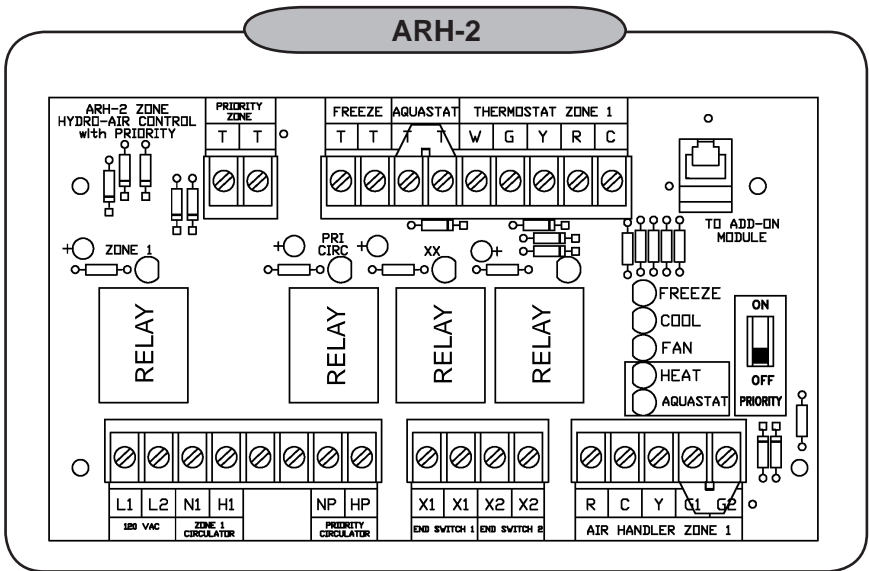 ARH-2
ARH-2 ZONE
HYDRO-AIR CONTROL
with PRIORITY
PRIORITY
ZONE
T T
FREEZE AQUASTAT THERMOSTAT ZONE 1
T T T T W G Y R C
TO ADD-ON
MODULE
+ ZONE 1
+ PRI
CIRC
+ XX
+
RELAY RELAY RELAY RELAY
FREEZE
COOL
FAN
HEAT
AQUASTAT
ON
OFF
PRIORITY
L1 L2 N1 H1 NP HP
120 VAC
ZONE 1
CIRCULATOR
PRIORITY
CIRCULATOR
X1 X1 X2 X2
END SWITCH 1 END SWITCH 2
R C Y G1 G2
AIR HANDLER ZONE 1